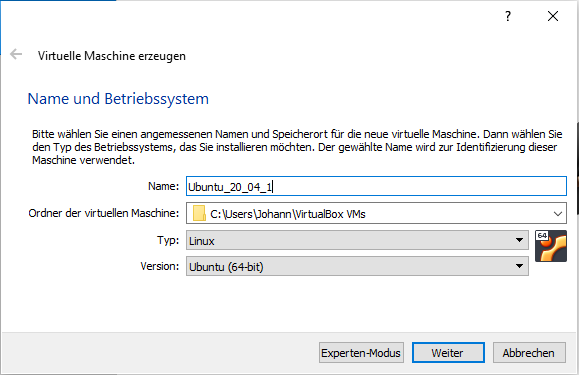 ?
Virtuelle Maschine erzeugen
Name und Betriebssystem
Bitte wählen Sie einen angemessenen Namen und Speicherort für die neue virtuelle Maschine. Dann wählen Sie
den Typ des Betriebssystems, das Sie installieren möchten. Der gewählte Name wird zur Identifizierung dieser
Maschine verwendet.
Name: Ubuntu_20_04_1
Ordner der virtuellen Maschine: C:\Users\Johann\VirtualBox VMs
Typ: Linux
64
Version: Ubuntu (64-bit)
Experten-Modus Weiter Abbrechen